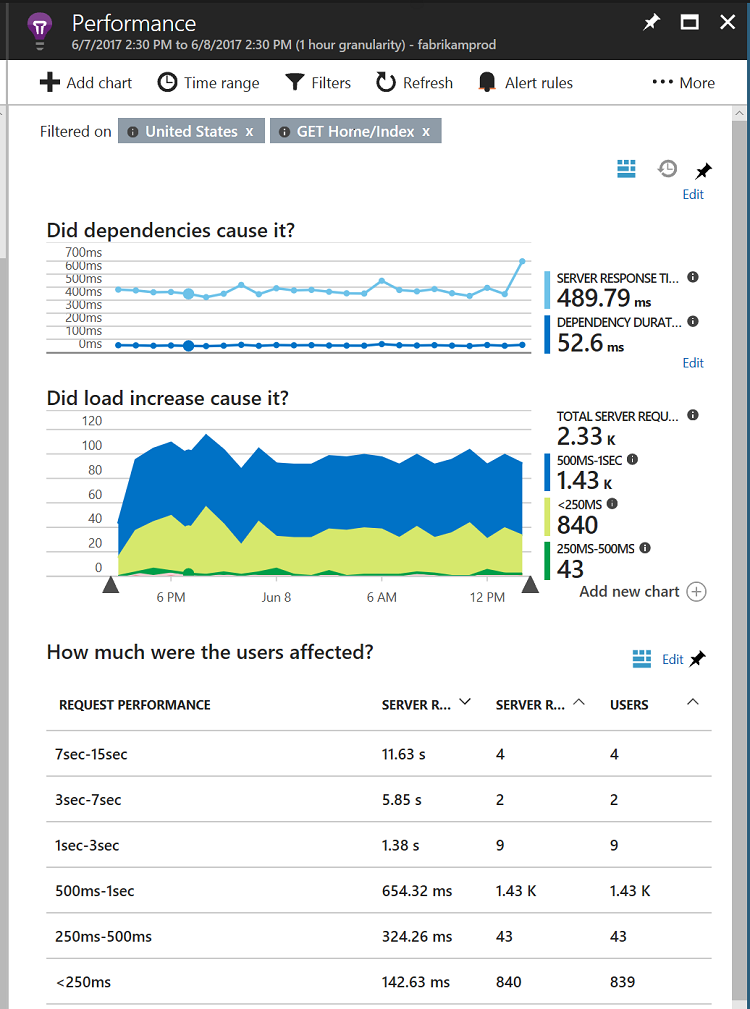 Performance
6/7/2017 2:30 PM to 6/8/2017 2:30 PM (1 hour granularity) - fabrikamprod
Add chart Time range Filters Refresh Alert rules More
Filtered on United States x GET Home/Index x
Edit
Did dependencies cause it?
700ms
600ms
500ms
400ms
300ms
200ms
100ms
0ms
SERVER RESPONSE TI...
489.79 ms
DEPENDENCY DURAT...
52.6 ms
Edit
Did load increase cause it?
120
100
80
60
40
20
0
6 PM Jun 8 6 AM 12 PM
TOTAL SERVER REQU...
2.33 K
500MS-1SEC
1.43 K
<250MS
840
250MS-500MS
43
Add new chart
How much were the users affected?
Edit
REQUEST PERFORMANCE SERVER R... SERVER R... USERS
7sec-15sec 11.63 s 4 4
3sec-7sec 5.85 s 2 2
1sec-3sec 1.38 s 9 9
500ms-1sec 654.32 ms 1.43 K 1.43 K
250ms-500ms 324.26 ms 43 43
<250ms 142.63 ms 840 839